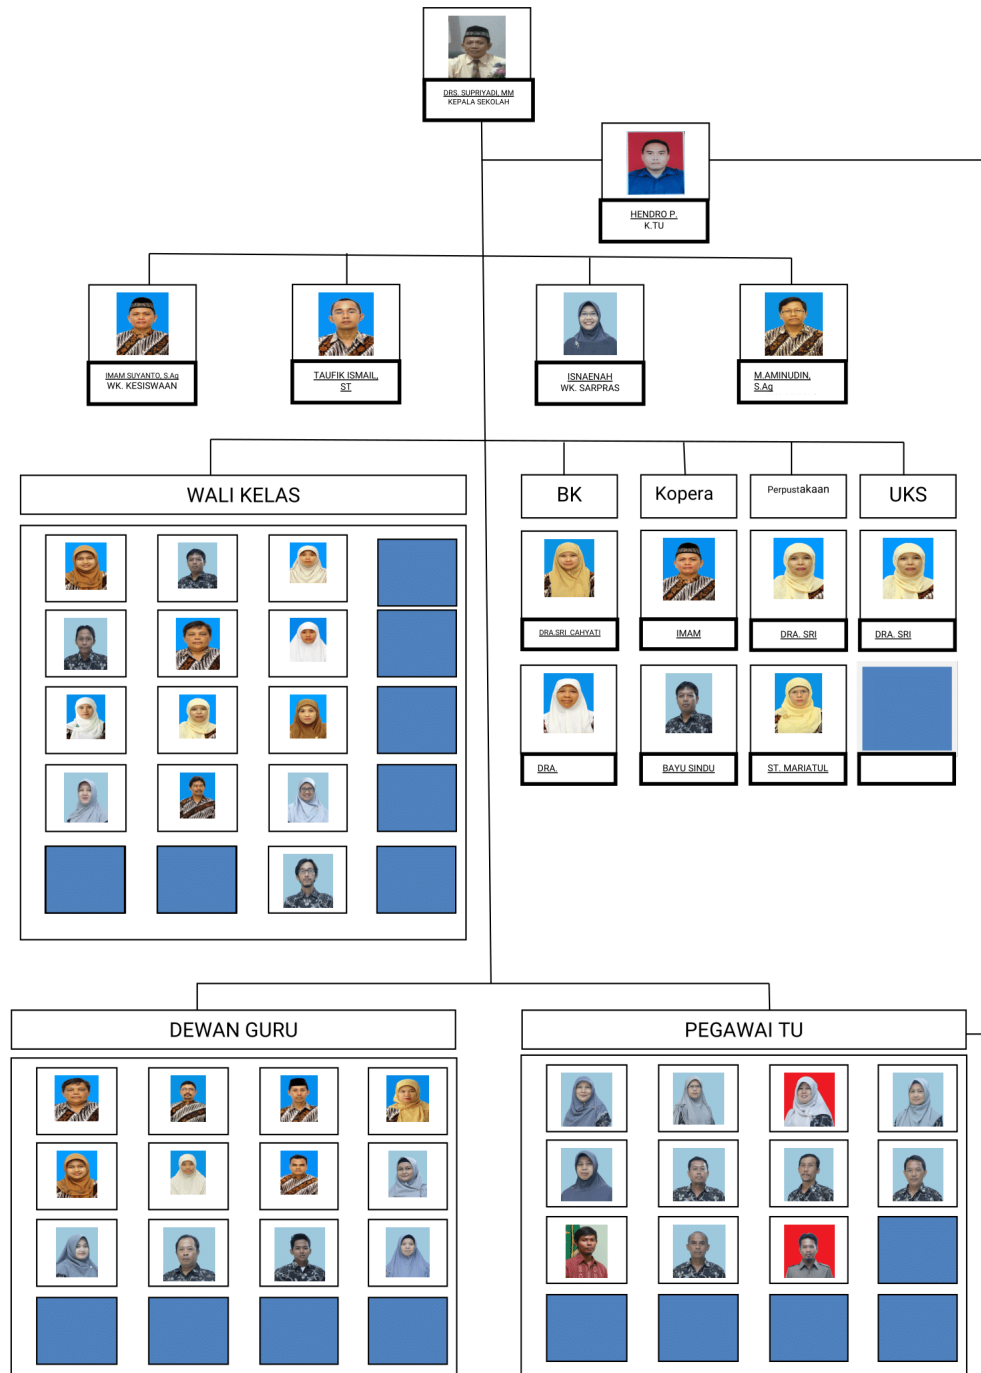 DRS. SUPRIYADI, MM
KEPALA SEKOLAH
HENDRO P.
K.TU
IMAM SUYANTO, S.Ag
WK. KESISWAAN
TAUFIK ISMAIL,
ST
ISNAENAH
WK. SARPRAS
M.AMINUDIN,
S.Ag
WALI KELAS
BK
Kopera
Perpustakaan
UKS
DRA.SRI CAHYATI
IMAM
DRA. SRI
DRA. SRI
DRA.
BAYU SINDU
ST. MARIATUL
DEWAN GURU
PEGAWAI TU